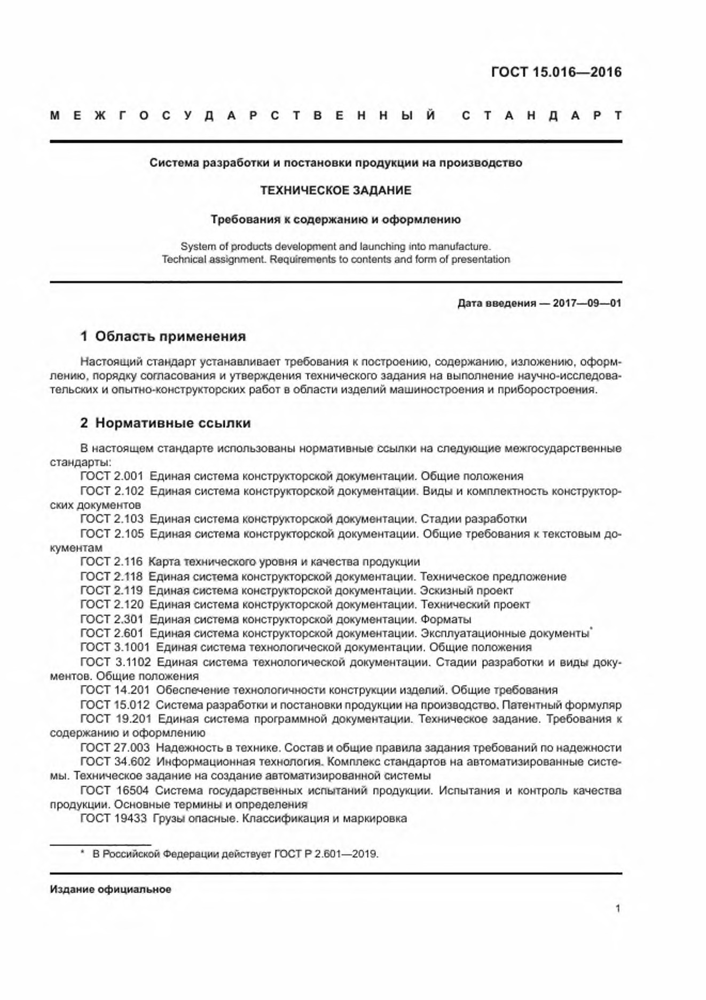 ГОСТ 15.016—2016
МЕЖГОСУДАРСТВЕННЫЙ СТАНДАРТ
Система разработки и постановки продукции на производство
ТЕХНИЧЕСКОЕ ЗАДАНИЕ
Требования к содержанию и оформлению
System of products development and launching into manufacture.
Technical assignment. Requirements to contents and form of presentation
Дата введения — 2017—09—01
1 Область применения
Настоящий стандарт устанавливает требования к построению, содержанию, изложению, оформ-
лению, порядку согласования и утверждения технического задания на выполнение научно-исследова-
тельских и опытно-конструкторских работ в области изделий машиностроения и приборостроения.
2 Нормативные ссылки
В настоящем стандарте использованы нормативные ссылки на следующие межгосударственные
стандарты:
ГОСТ 2.001 Единая система конструкторской документации. Общие положения
ГОСТ 2.102 Единая система конструкторской документации. Виды и комплектность конструктор-
ских документов
ГОСТ 2.103 Единая система конструкторской документации. Стадии разработки
ГОСТ 2.105 Единая система конструкторской документации. Общие требования к текстовым до-
кументам
ГОСТ 2.116 Карта технического уровня и качества продукции
ГОСТ 2.118 Единая система конструкторской документации. Техническое предложение
ГОСТ 2.119 Единая система конструкторской документации. Эскизный проект
ГОСТ 2.120 Единая система конструкторской документации. Технический проект
ГОСТ 2.301 Единая система конструкторской документации. Форматы
ГОСТ 2.601 Единая система конструкторской документации. Эксплуатационные документы*
ГОСТ 3.1001 Единая система технологической документации. Общие положения
ГОСТ 3.1102 Единая система технологической документации. Стадии разработки и виды доку-
ментов. Общие положения
ГОСТ 14.201 Обеспечение технологичности конструкции изделий. Общие требования
ГОСТ 15.012 Система разработки и постановки продукции на производство. Патентный формуляр
ГОСТ 19.201 Единая система программной документации. Техническое задание. Требования к
содержанию и оформлению
ГОСТ 27.003 Надежность в технике. Состав и общие правила задания требований по надежности
ГОСТ 34.602 Информационная технология. Комплекс стандартов на автоматизированные систе-
мы. Техническое задание на создание автоматизированной системы
ГОСТ 16504 Система государственных испытаний продукции. Испытания и контроль качества
продукции. Основные термины и определения
ГОСТ 19433 Грузы опасные. Классификация и маркировка
* В Российской Федерации действует ГОСТ Р 2.601—2019.
Издание официальное
1